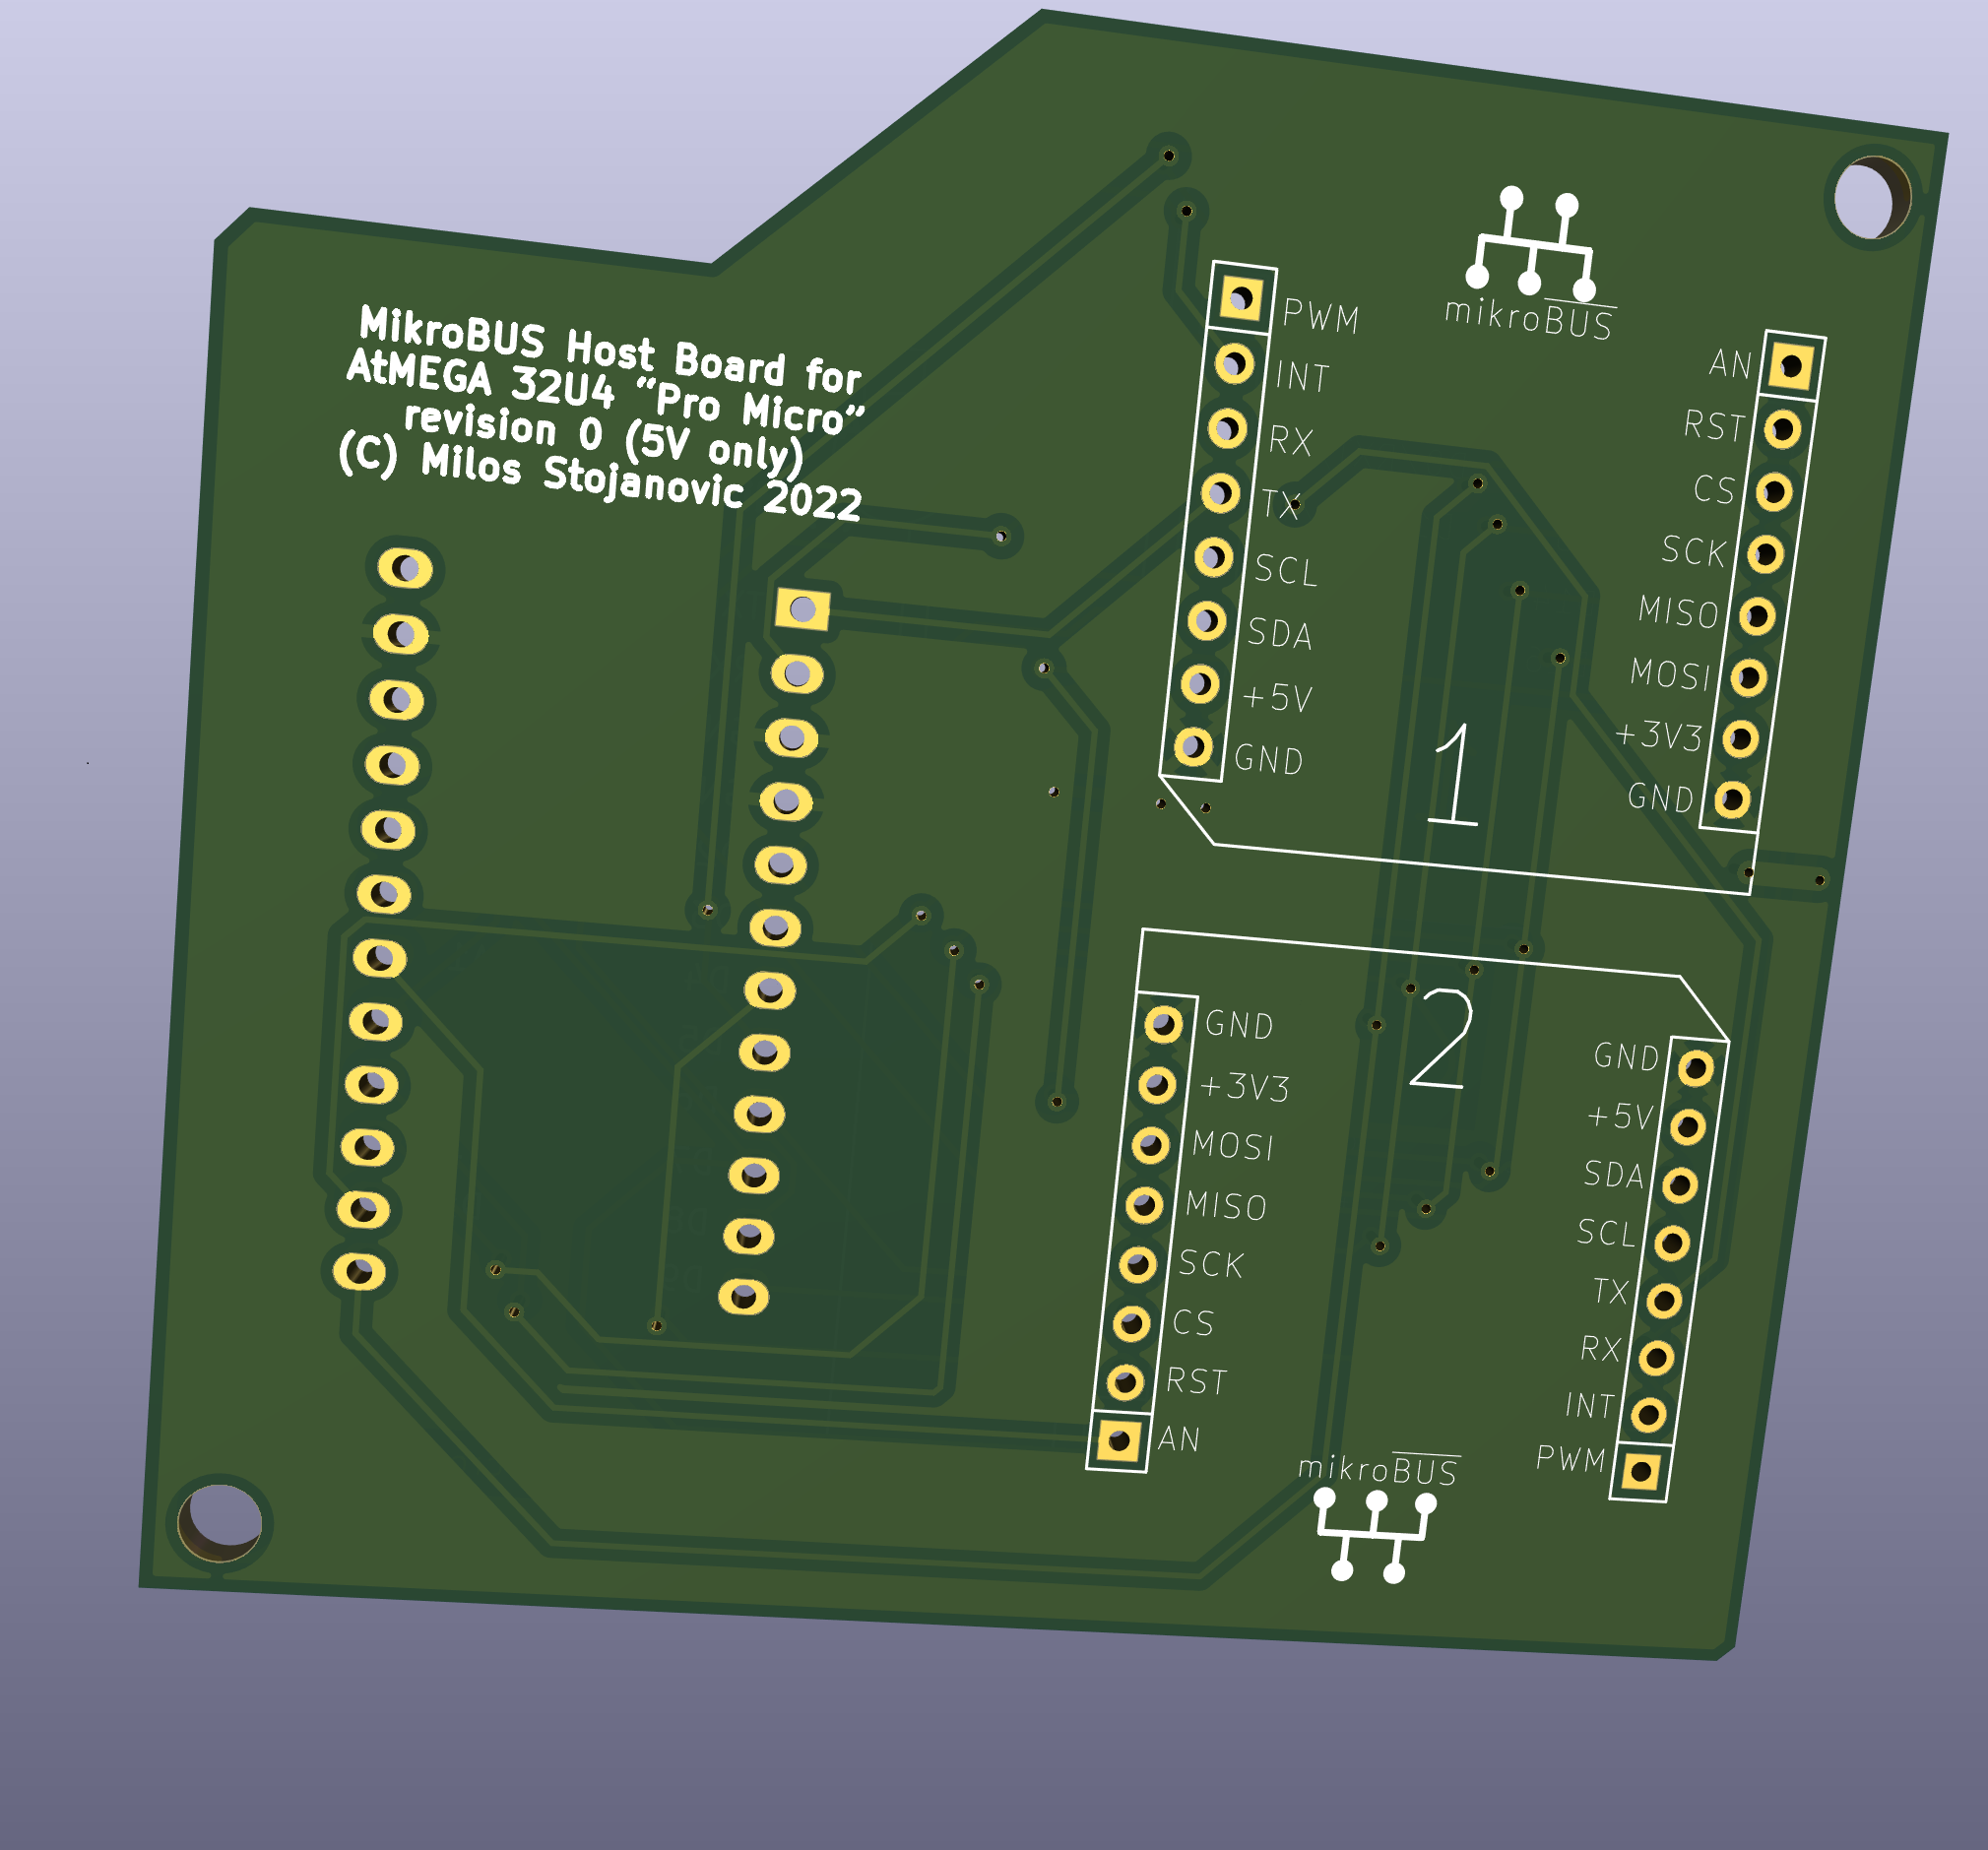 MikroBUS Host Board for
AtMEGA 32U4 "Pro Micro"
revision 0 (5V only)
(C) Milos Stojanovic 2022
mikroBUS
PWM
INT
RX
TX
SCL
SDA
+5V
GND
AN
RST
CS
SCK
MISO
MOSI
+3V3
GND
1
2
GND
+3V3
MOSI
MISO
SCK
CS
RST
AN
GND
+5V
SDA
SCL
TX
RX
INT
PWM
mikroBUS